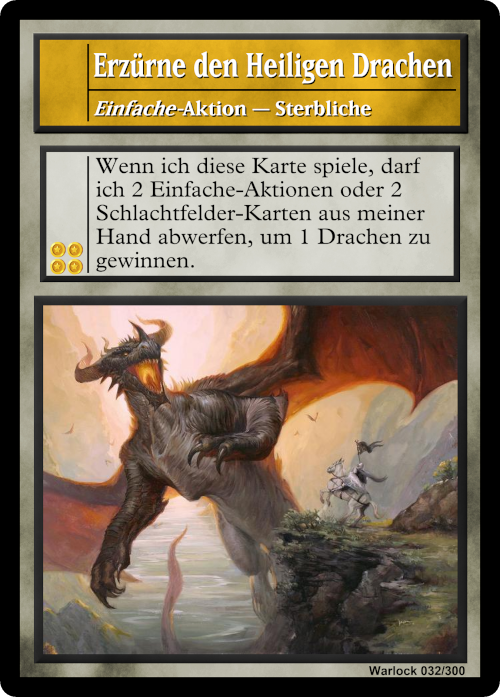 Erzürne den Heiligen Drachen
Einfache-Aktion — Sterbliche
Wenn ich diese Karte spiele, darf
ich 2 Einfache-Aktionen oder 2
Schlachtfelder-Karten aus meiner
Hand abwerfen, um 1 Drachen zu
gewinnen.
Warlock 032/300